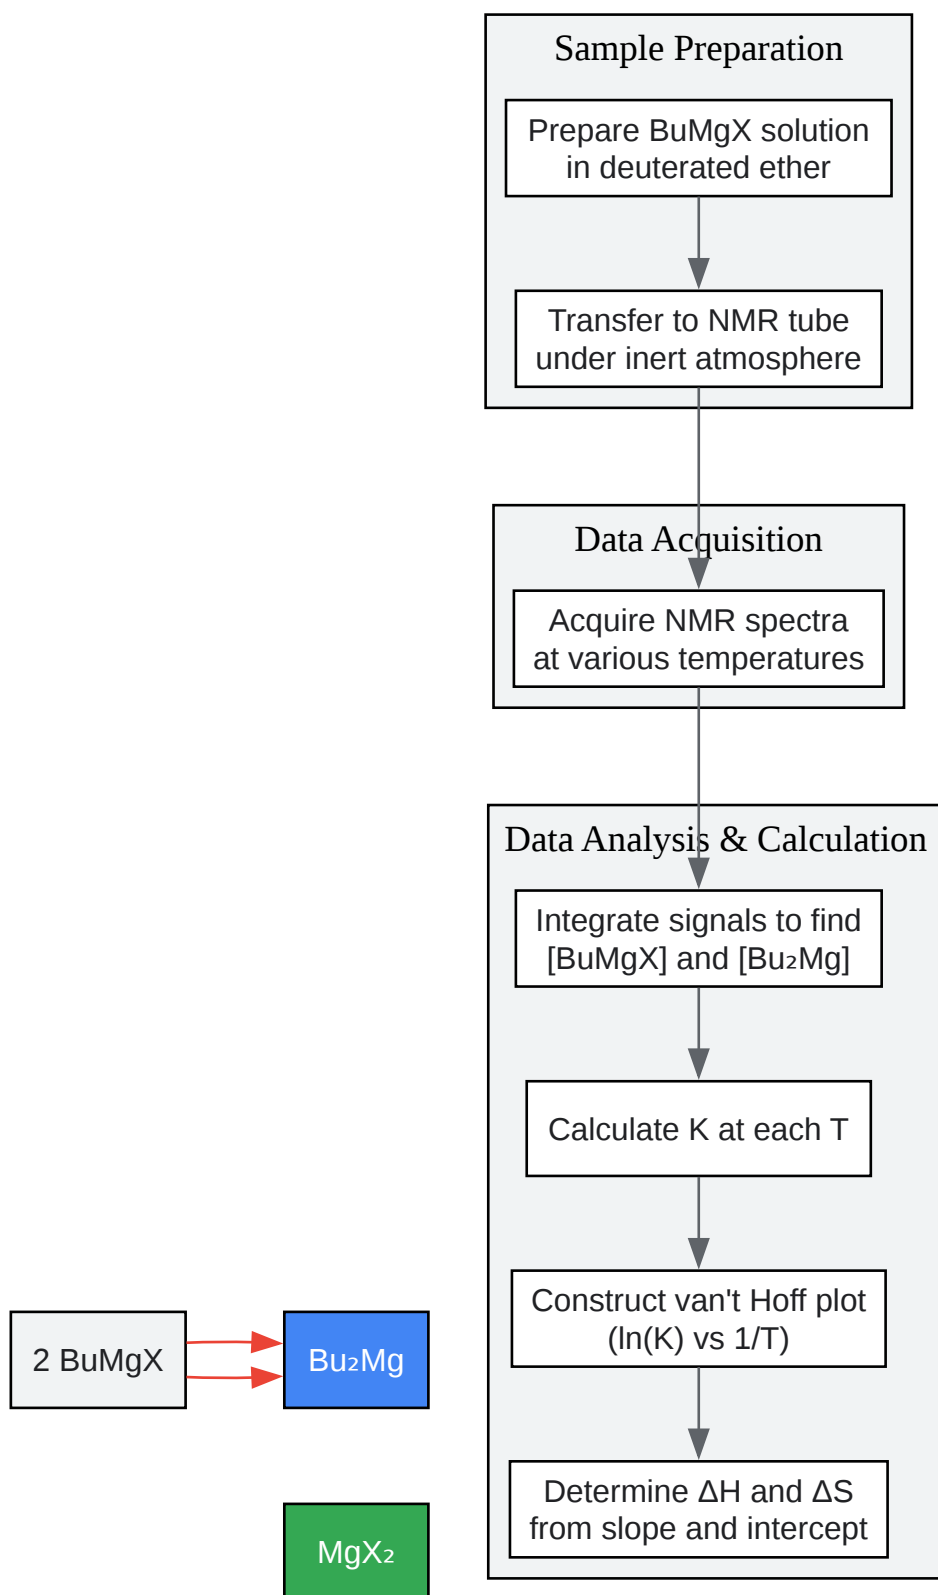 Sample Preparation
Prepare BuMgX solution
in deuterated ether
Transfer to NMR tube
under inert atmosphere
Data Acquisition
Acquire NMR spectra
at various temperatures
Data Analysis & Calculation
Integrate signals to find
[BuMgX] and [Bu₂Mg]
Calculate K at each T
Construct van't Hoff plot
(ln(K) vs 1/T)
2 BuMgX
Bu₂Mg
Determine ΔH and ΔS
from slope and intercept
MgX₂